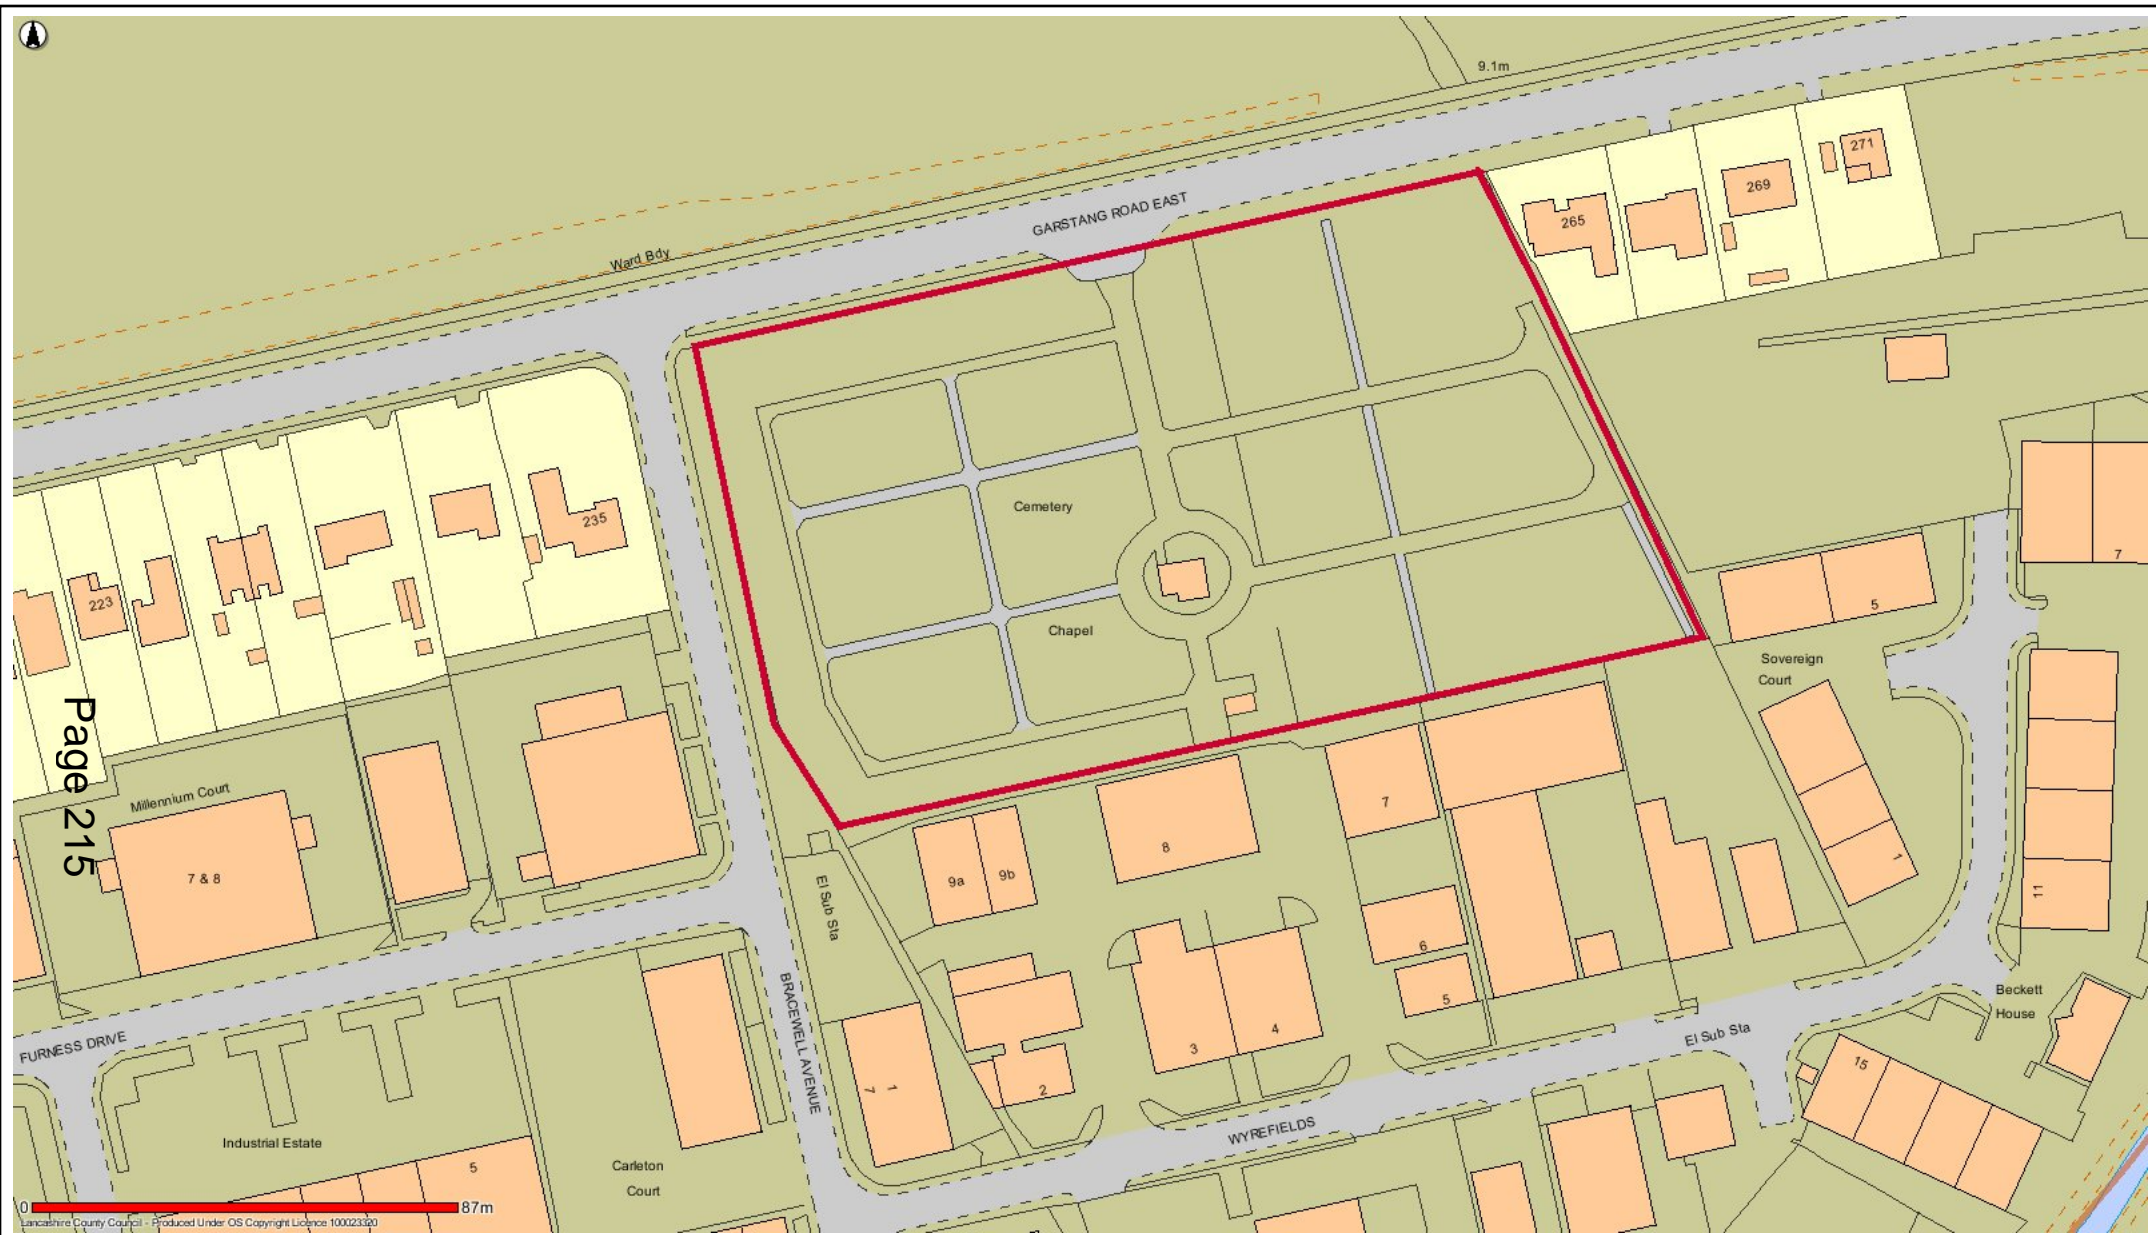 9.1m
GARSTANG ROAD EAST
Ward Bdy
271
269
265
235
223
Cemetery
Chapel
7
5
Sovereign
Court
Page 215
Millennium Court
7 & 8
7
8
9a
9b
1
11
El Sub Sta
6
5
3
4
2
7
1
BRACEWELL AVENUE
FURNESS DRIVE
Beckett
House
El Sub Sta
15
WYREFIELDS
Industrial Estate
5
Carleton
Court
0
87m
Lancashire County Council - Produced Under OS Copyright Licence 100023320